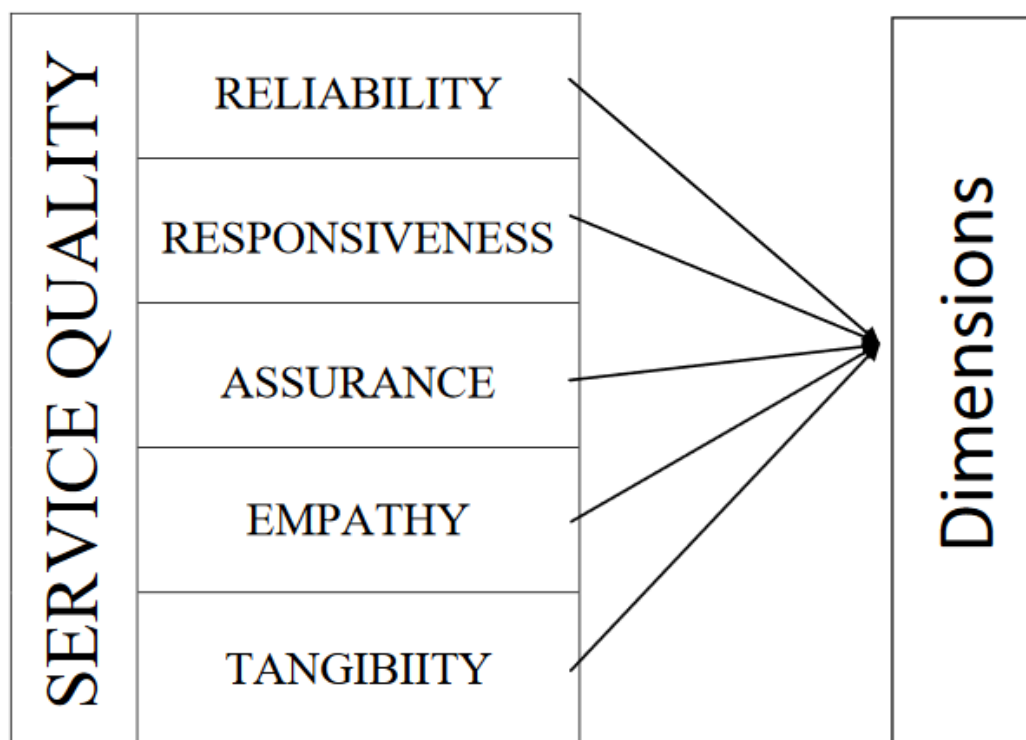 SERVICE QUALITY
RELIABILITY
RESPONSIVENESS
ASSURANCE
EMPATHY
TANGIBIITY
Dimensions